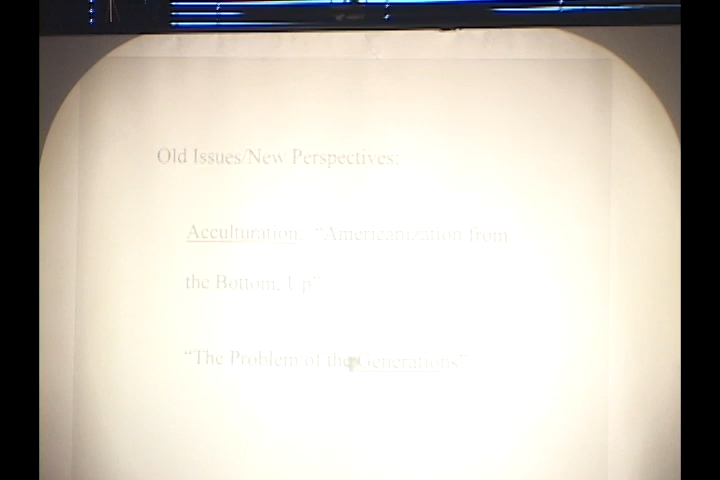 Old Issues/New Perspectives:
Acculturation: “Americanization from
the Bottom, Up”
“The Problem of the Generations”